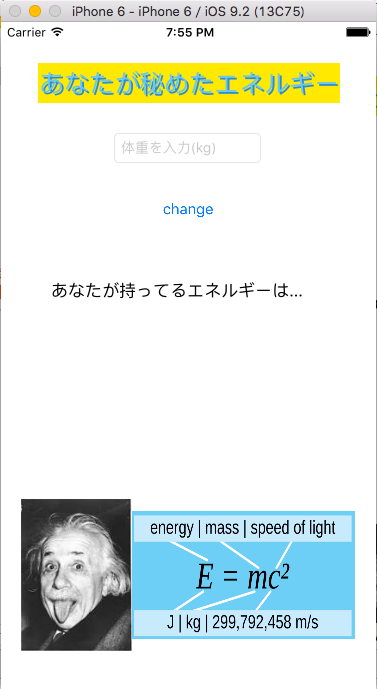 iPhone 6 - iPhone 6 / iOS 9.2 (13C75)
Carrier 7:55 PM
あなたが秘めたエネルギー
体重を入力(kg)
change
あなたが持ってるエネルギーは...
energy | mass | speed of light
E = mc²
J | kg | 299,792,458 m/s